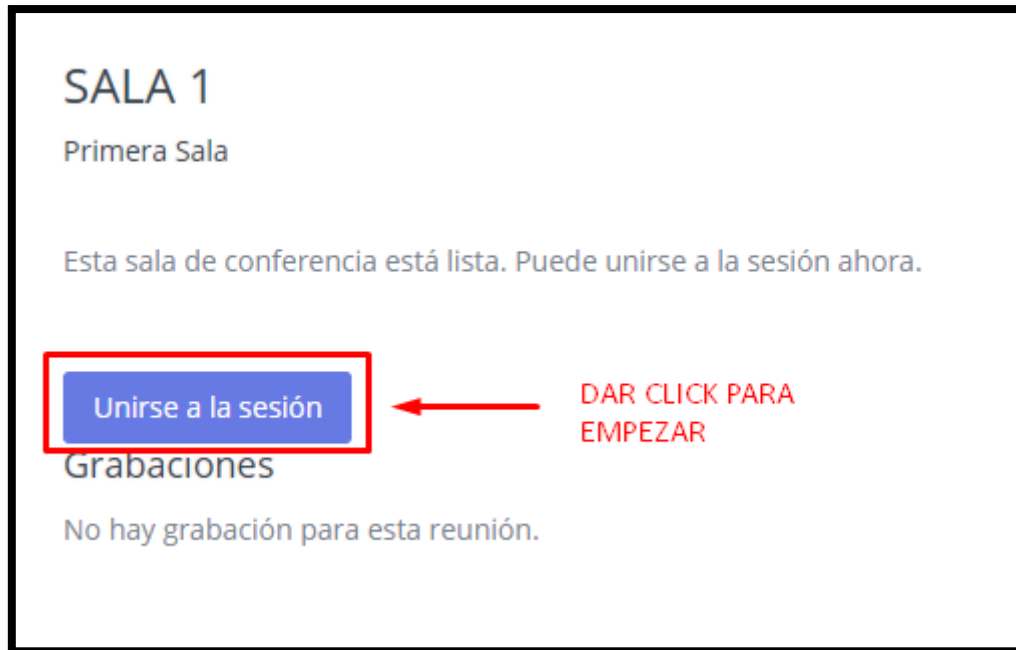 SALA 1
Primera Sala
Esta sala de conferencia está lista. Puede unirse a la sesión ahora.
Unirse a la sesión
DAR CLICK PARA
EMPEZAR
Grabaciones
No hay grabación para esta reunión.